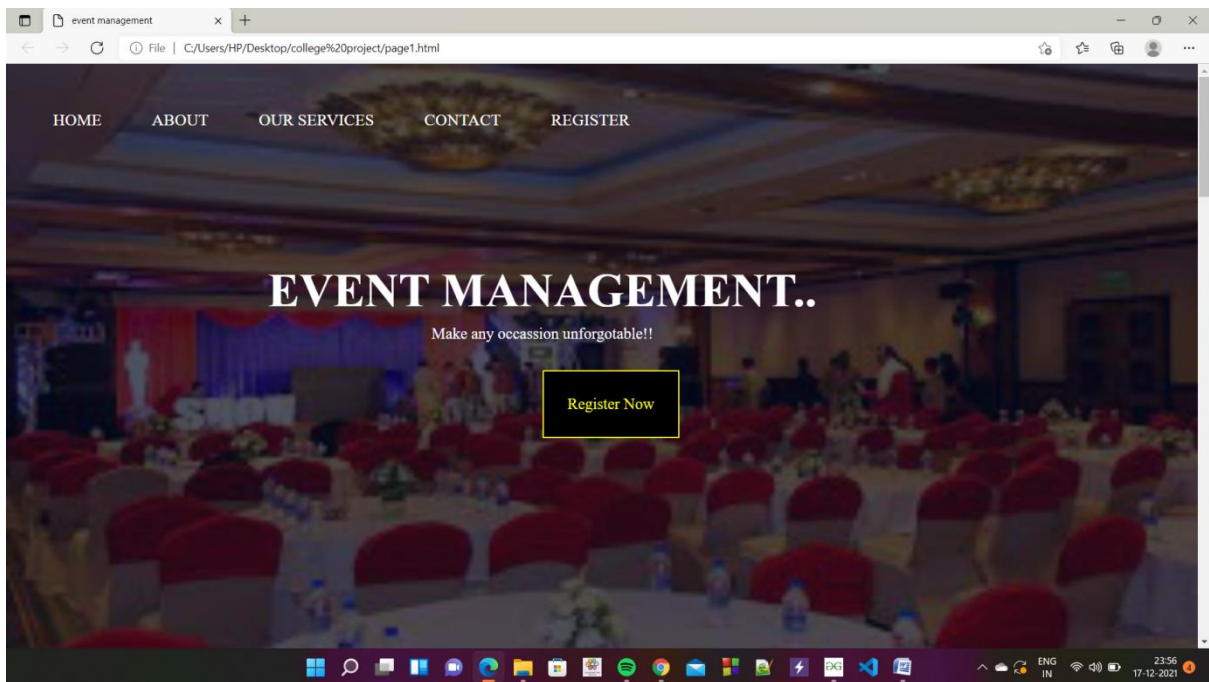 event management
File | C:/Users/HP/Desktop/college%20project/page1.html
HOME ABOUT OUR SERVICES CONTACT REGISTER
EVENT MANAGEMENT..
Make any occassion unforgotable!!
Register Now
ENG
IN
23:56
17-12-2021
4